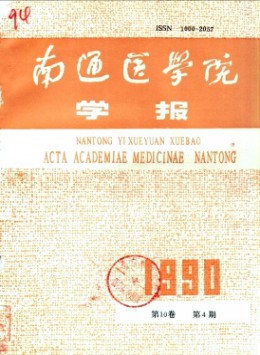 94
ISSN 1000-2057
南通医学院
学报
NANTONG YIXUEYUAN XUEBAO
ACTA ACADEMIAE MEDICINAE NANTONG
1990
第10卷 第4期